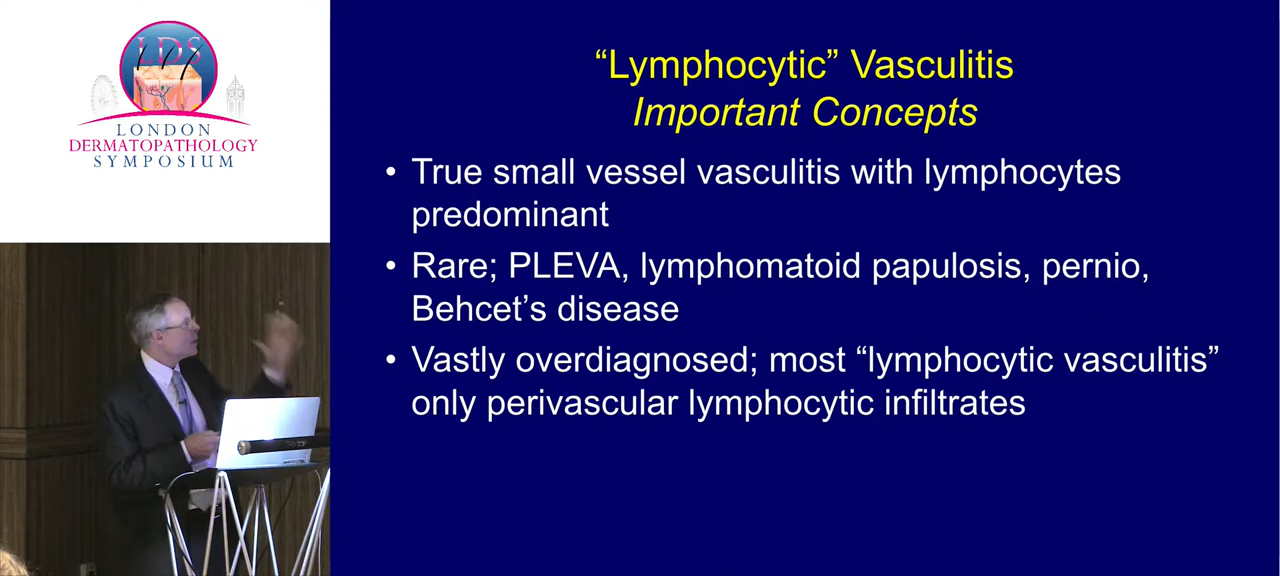 LDS
LONDON
DERMATOPATHOLOGY
SYMPOSIUM
“Lymphocytic” Vasculitis
Important Concepts
• True small vessel vasculitis with lymphocytes
predominant
• Rare; PLEVA, lymphomatoid papulosis, pernio,
Behcet’s disease
• Vastly overdiagnosed; most “lymphocytic vasculitis”
only perivascular lymphocytic infiltrates